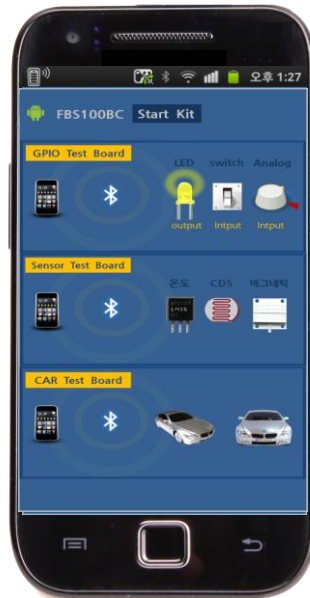 오후 1:27
FBS100BC Start Kit
GPIO Test Board
LED switch Analog
output Intput Intput
Sensor Test Board
온도 CDS 마그네틱
LM35
CAR Test Board